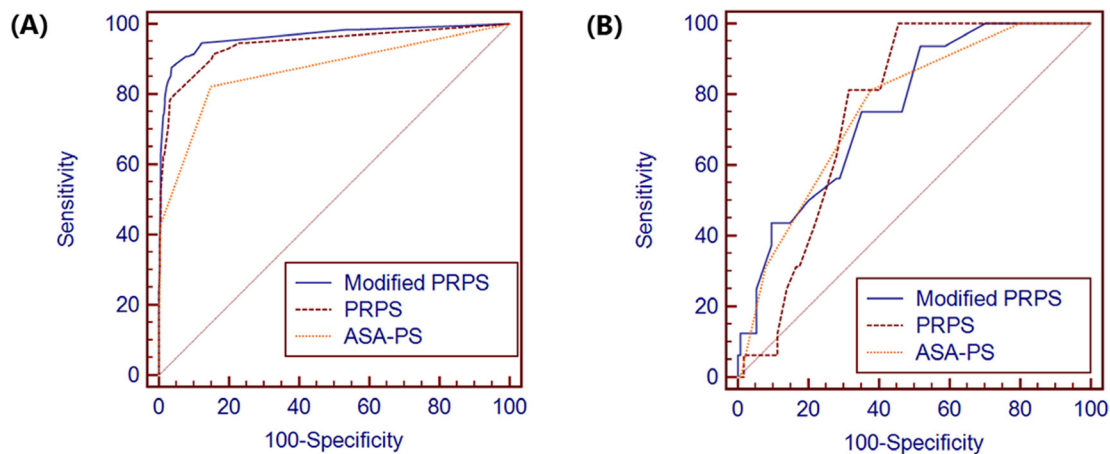 (A)
100
80
60
40
20
0
Sensitivity
Modified PRPS
PRPS
ASA-PS
0 20 40 60 80 100
100-Specificity
(B)
100
80
60
40
20
0
Sensitivity
Modified PRPS
PRPS
ASA-PS
0 20 40 60 80 100
100-Specificity